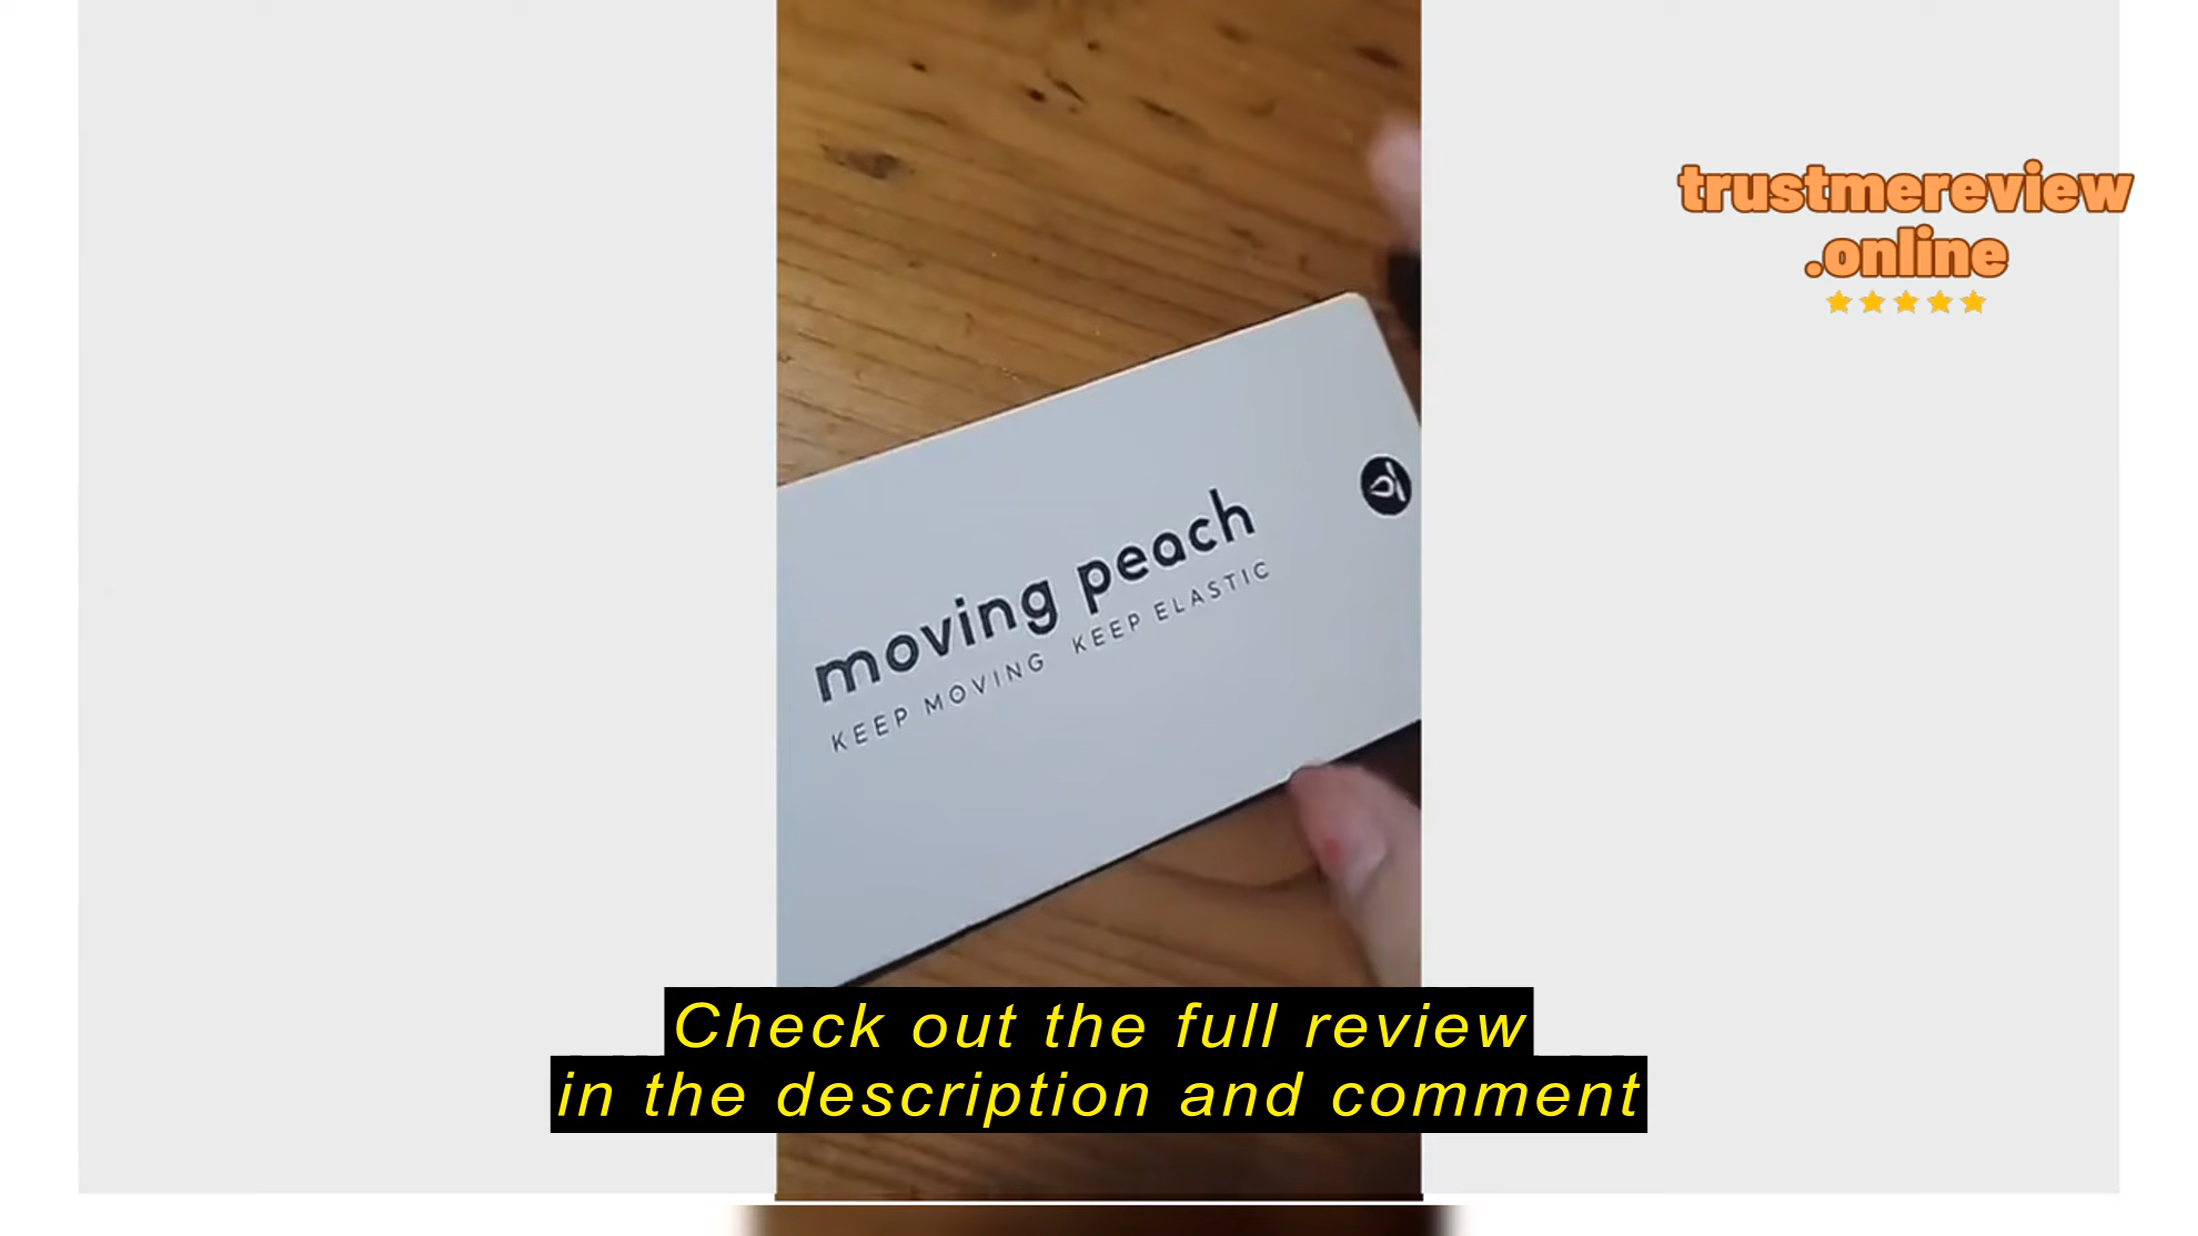 trustmereview
.online
moving peach
KEEP MOVING KEEP ELASTIC
Check out the full review
in the description and comment